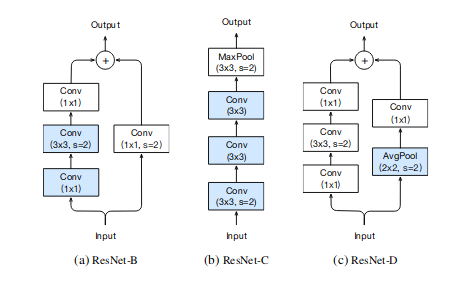 Output
+
Conv
(1x1)
Conv
(3x3, s=2)
Conv
(1x1)
Conv
(1x1, s=2)
Input
(a) ResNet-B
Output
MaxPool
(3x3, s=2)
Conv
(3x3)
Conv
(3x3)
Conv
(3x3, s=2)
Input
(b) ResNet-C
Output
+
Conv
(1x1)
Conv
(3x3, s=2)
Conv
(1x1)
Conv
(1x1)
AvgPool
(2x2, s=2)
Input
(c) ResNet-D